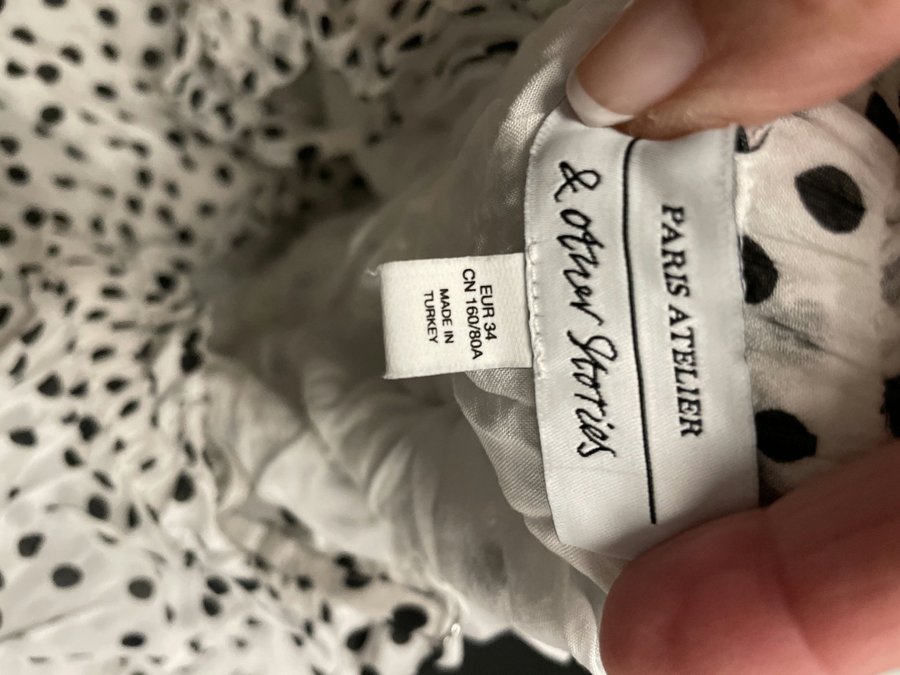 PARIS ATELIER
& other Stories
EUR 34
CN 160/80A
MADE IN
TURKEY